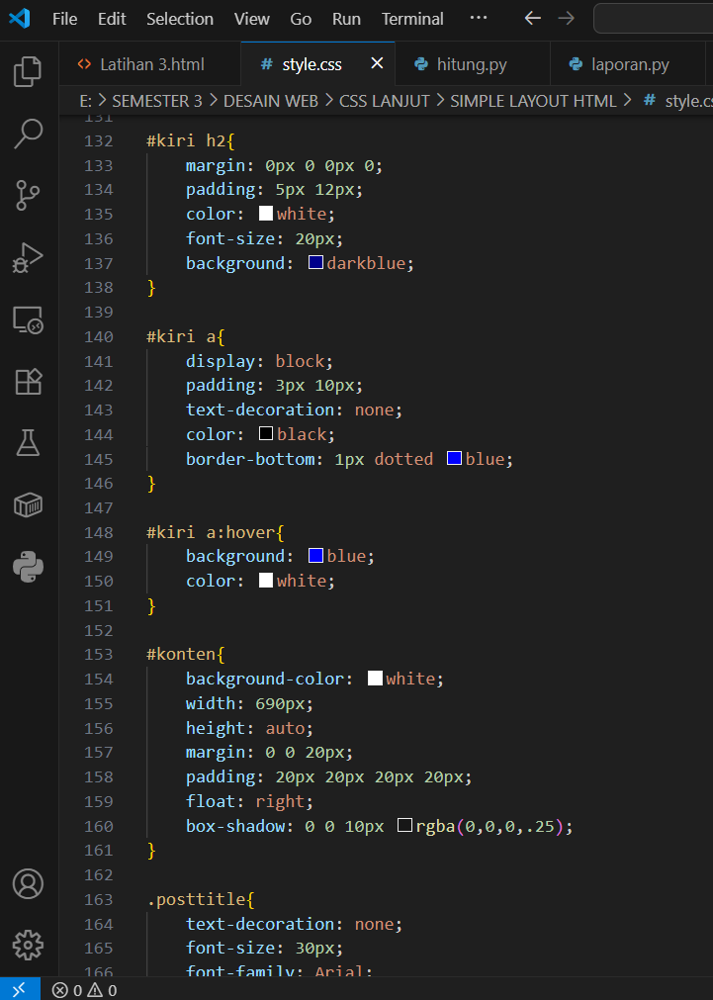 File Edit Selection View Go Run Terminal ···
Latihan 3.html # style.css hitung.py laporan.py
E: > SEMESTER 3 > DESAIN WEB > CSS LANJUT > SIMPLE LAYOUT HTML > # style.cs
131
132 #kiri h2{
133 margin: 0px 0 0px 0;
134 padding: 5px 12px;
135 color: white;
136 font-size: 20px;
137 background: darkblue;
138 }
139
140 #kiri a{
141 display: block;
142 padding: 3px 10px;
143 text-decoration: none;
144 color: black;
145 border-bottom: 1px dotted blue;
146 }
147
148 #kiri a:hover{
149 background: blue;
150 color: white;
151 }
152
153 #konten{
154 background-color: white;
155 width: 690px;
156 height: auto;
157 margin: 0 0 20px;
158 padding: 20px 20px 20px 20px;
159 float: right;
160 box-shadow: 0 0 10px rgba(0,0,0,.25);
161 }
162
163 .posttitle{
164 text-decoration: none;
165 font-size: 30px;
166 font-family: Arial;
0 0